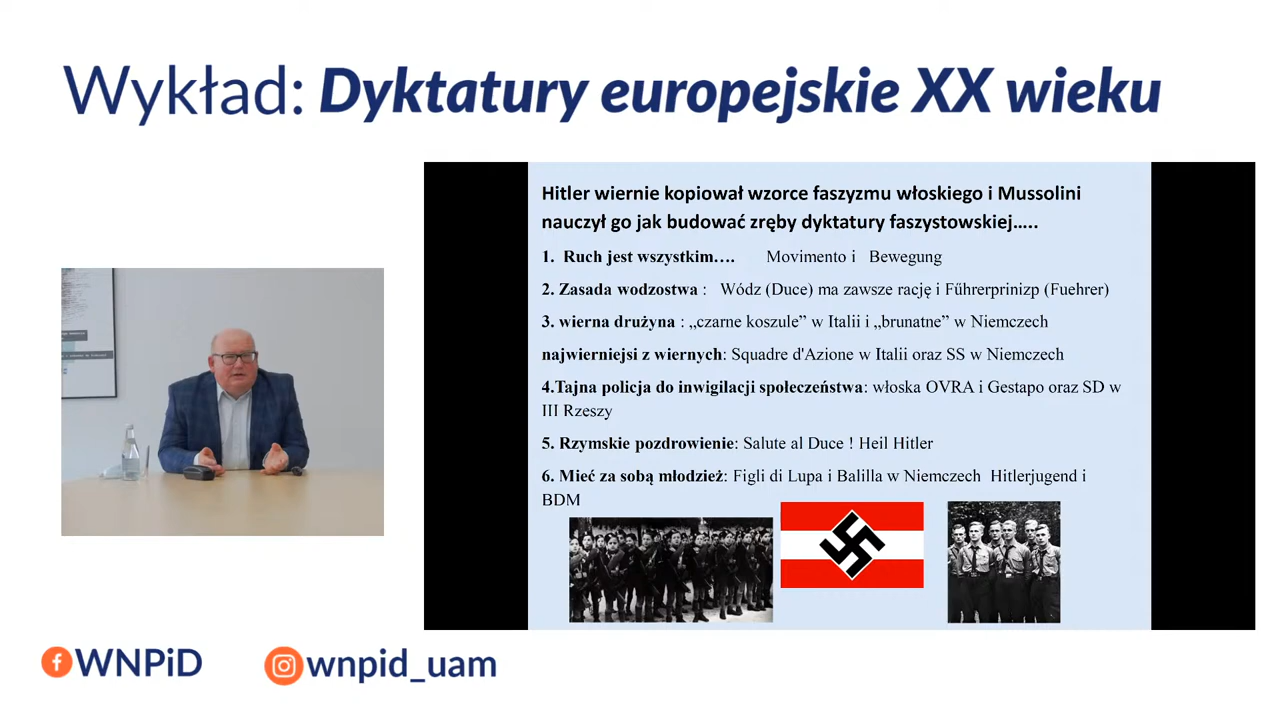 Wykład: Dyktatury europejskie XX wieku
Hitler wiernie kopiował wzorce faszyzmu włoskiego i Mussolini
nauczył go jak budować zręby dyktatury faszystowskiej…..
1. Ruch jest wszystkim…. Movimento i Bewegung
2. Zasada wodzostwa : Wódz (Duce) ma zawsze rację i Fűhrerprinizp (Fuehrer)
3. wierna drużyna : „czarne koszule” w Italii i „brunatne” w Niemczech
najwierniejsi z wiernych: Squadre d'Azione w Italii oraz SS w Niemczech
4.Tajna policja do inwigilacji społeczeństwa: włoska OVRA i Gestapo oraz SD w
III Rzeszy
5. Rzymskie pozdrowienie: Salute al Duce ! Heil Hitler
6. Mieć za sobą młodzież: Figli di Lupa i Balilla w Niemczech Hitlerjugend i
BDM
WNPiD
wnpid_uam